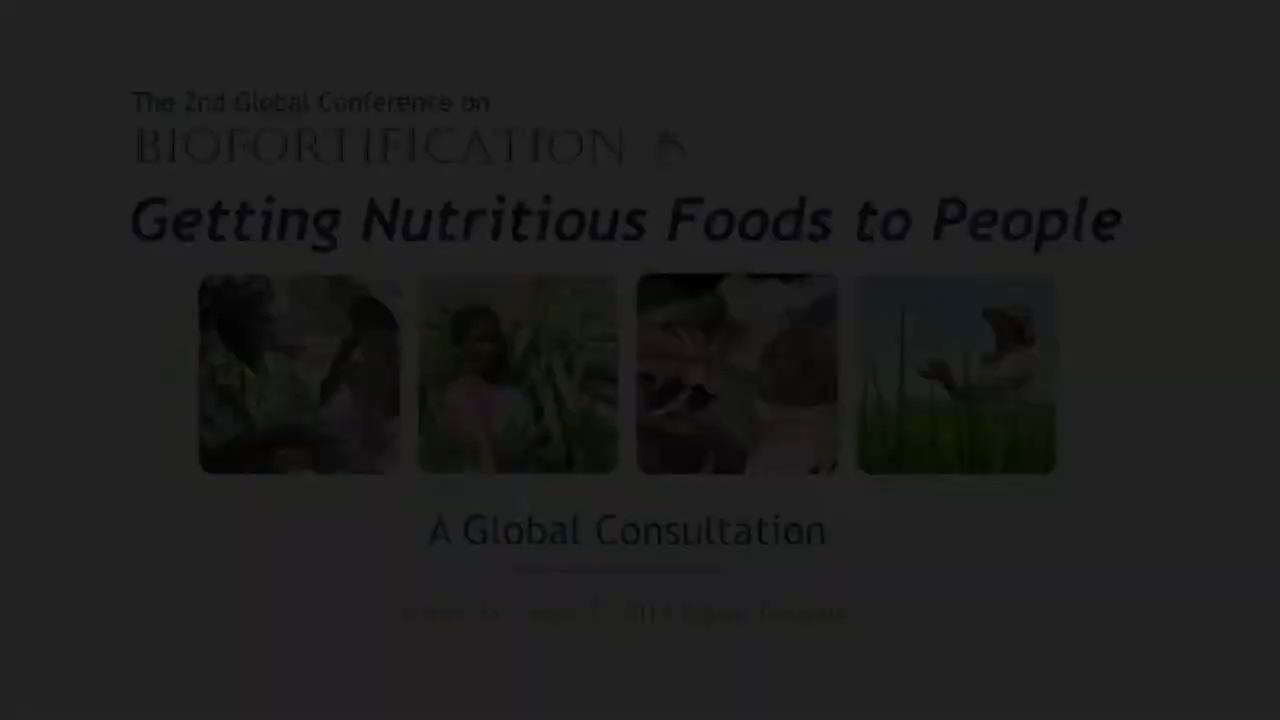 The 2nd Global Conference on
BIOFORTIFICATION
Getting Nutritious Foods to People
A Global Consultation